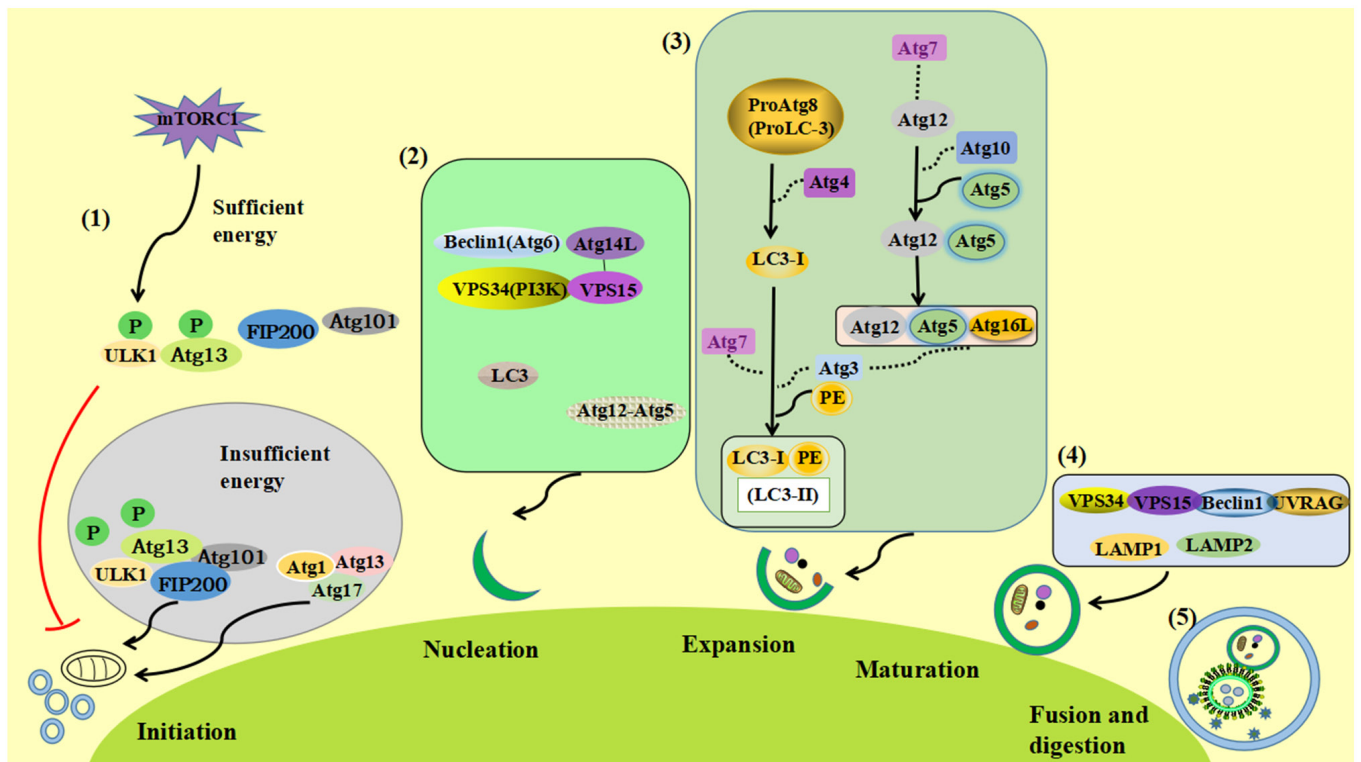 mTORC1
(1)
Sufficient
energy
P
P
ULK1
Atg13
FIP200
Atg101
Insufficient
energy
P
P
Atg13
Atg101
ULK1
FIP200
Atg1
Atg13
Atg17
Initiation
(2)
Beclin1(Atg6)
Atg14L
VPS34(PI3K)
VPS15
LC3
Atg12-Atg5
Nucleation
(3)
ProAtg8
(ProLC-3)
Atg4
LC3-I
Atg7
Atg12
Atg10
Atg5
Atg12
Atg5
Atg12
Atg5
Atg16L
Atg7
Atg3
PE
LC3-I
PE
(LC3-II)
Expansion
Maturation
(4)
VPS34
VPS15
Beclin1
UVRAG
LAMP1
LAMP2
(5)
Fusion and
digestion